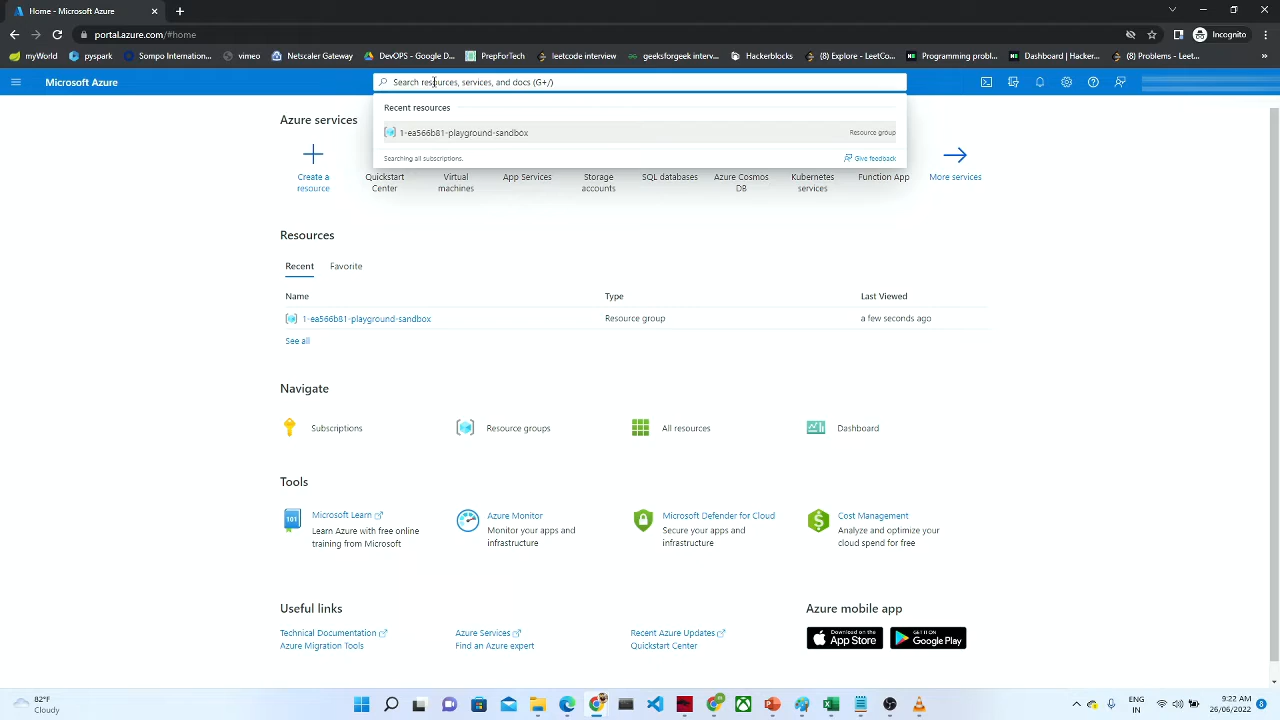 Home - Microsoft Azure
portal.azure.com/#home
Incognito
myWorld
pyspark
Sompo Internation...
vimeo
Netscaler Gateway
DevOPS - Google D...
PrepForTech
leetcode interview
geeksforgeek interv...
Hackerblocks
(8) Explore - LeetCo...
Programming probl...
Dashboard | Hacker...
(8) Problems - Leet...
Microsoft Azure
Search resources, services, and docs (G+/)
Recent resources
1-ea566b81-playground-sandbox
Resource group
Searching all subscriptions.
Give feedback
Azure services
Create a
resource
Quickstart
Center
Virtual
machines
App Services
Storage
accounts
SQL databases
Azure Cosmos
DB
Kubernetes
services
Function App
More services
Resources
Recent
Favorite
Name
Type
Last Viewed
1-ea566b81-playground-sandbox
Resource group
a few seconds ago
See all
Navigate
Subscriptions
Resource groups
All resources
Dashboard
Tools
101
Microsoft Learn
Learn Azure with free online
training from Microsoft
Azure Monitor
Monitor your apps and
infrastructure
Microsoft Defender for Cloud
Secure your apps and
infrastructure
Cost Management
Analyze and optimize your
cloud spend for free
Useful links
Technical Documentation
Azure Migration Tools
Azure Services
Find an Azure expert
Recent Azure Updates
Quickstart Center
Azure mobile app
Download on the
App Store
GET IT ON
Google Play
82°F
Cloudy
ENG
IN
9:22 AM
26/06/2022